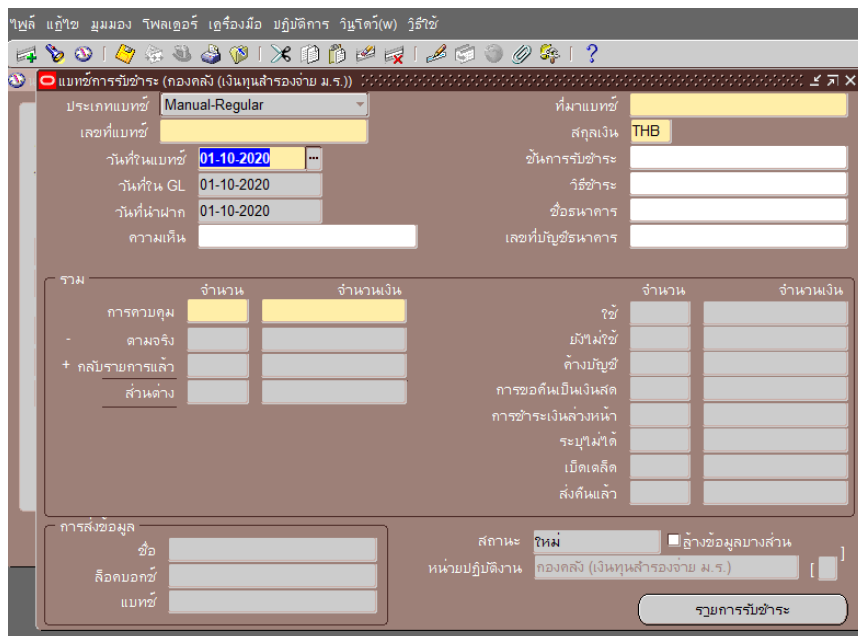 ไฟล์ แก้ไข มุมมอง โฟลเดอร์ เครื่องมือ ปฏิบัติการ วินโดว์(w) วิธีใช้
แบทช์การรับชำระ (กองคลัง (เงินทุนสำรองจ่าย ม.ร.))
ประเภทแบทช์ Manual-Regular ที่มาแบทช์
เลขที่แบทช์ สกุลเงิน THB
วันที่ในแบทช์ 01-10-2020 ... ชั้นการรับชำระ
วันที่ใน GL 01-10-2020 วิธีชำระ
วันที่นำฝาก 01-10-2020 ชื่อธนาคาร
ความเห็น เลขที่บัญชีธนาคาร
รวม
จำนวน จำนวนเงิน จำนวน จำนวนเงิน
การควบคุม ใช้
- ตามจริง ยังไม่ใช้
+ กลับรายการแล้ว ค้างบัญชี
ส่วนต่าง การขอคืนเป็นเงินสด
การชำระเงินล่วงหน้า
ระบุไม่ได้
เบ็ดเตล็ด
ส่งคืนแล้ว
การส่งข้อมูล
ชื่อ สถานะ ใหม่ ล้างข้อมูลบางส่วน
ล็อคบอกซ์ หน่วยปฏิบัติงาน กองคลัง (เงินทุนสำรองจ่าย ม.ร.) [ ]
แบทช์ รายการรับชำระ